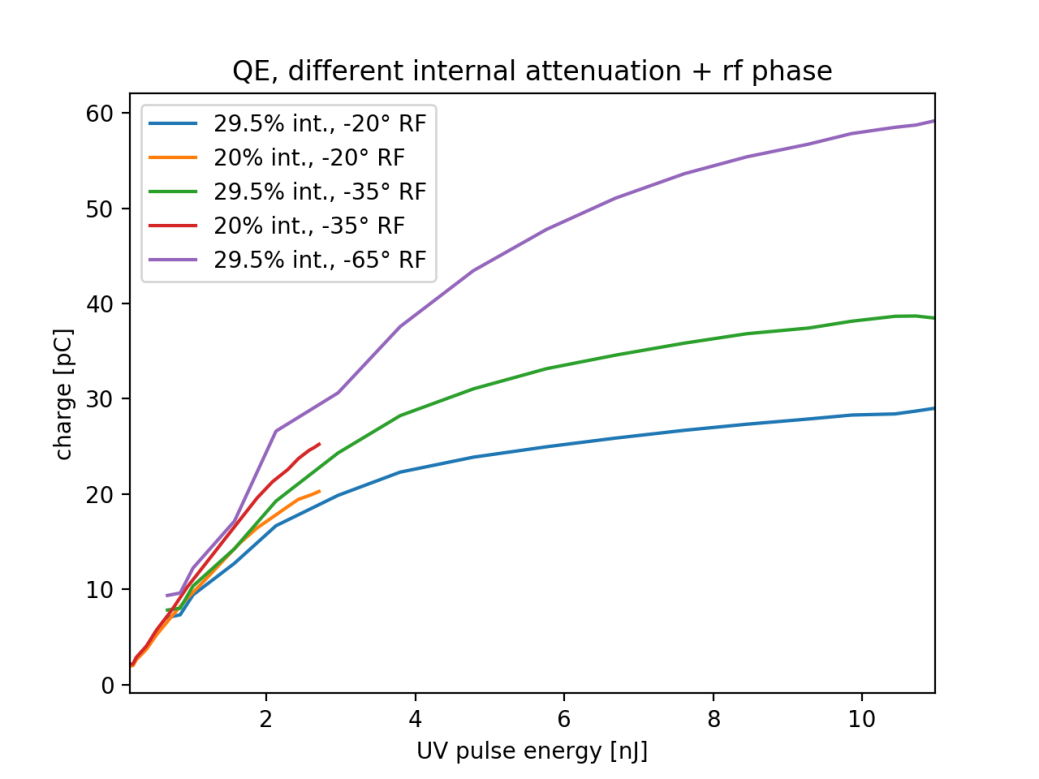 QE, different internal attenuation + rf phase
29.5% int., -20° RF
20% int., -20° RF
29.5% int., -35° RF
20% int., -35° RF
29.5% int., -65° RF
60
50
40
30
20
10
0
charge [pC]
2 4 6 8 10
UV pulse energy [nJ]